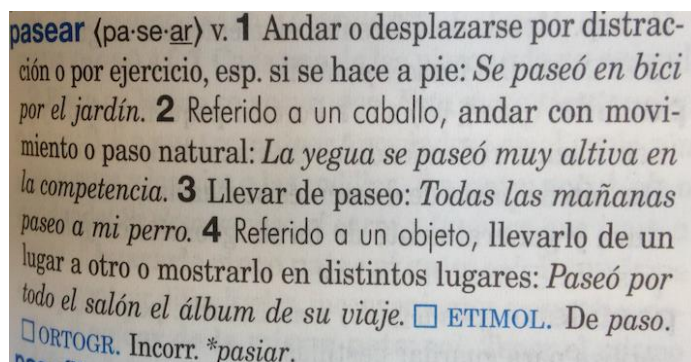 pasear ⟨pa·se·ar⟩ v. 1 Andar o desplazarse por distrac-
ción o por ejercicio, esp. si se hace a pie: Se paseó en bici
por el jardín. 2 Referido a un caballo, andar con movi-
miento o paso natural: La yegua se paseó muy altiva en
la competencia. 3 Llevar de paseo: Todas las mañanas
paseo a mi perro. 4 Referido a un objeto, llevarlo de un
lugar a otro o mostrarlo en distintos lugares: Paseó por
todo el salón el álbum de su viaje. □ ETIMOL. De paso.
□ ORTOGR. Incorr. *pasiar.